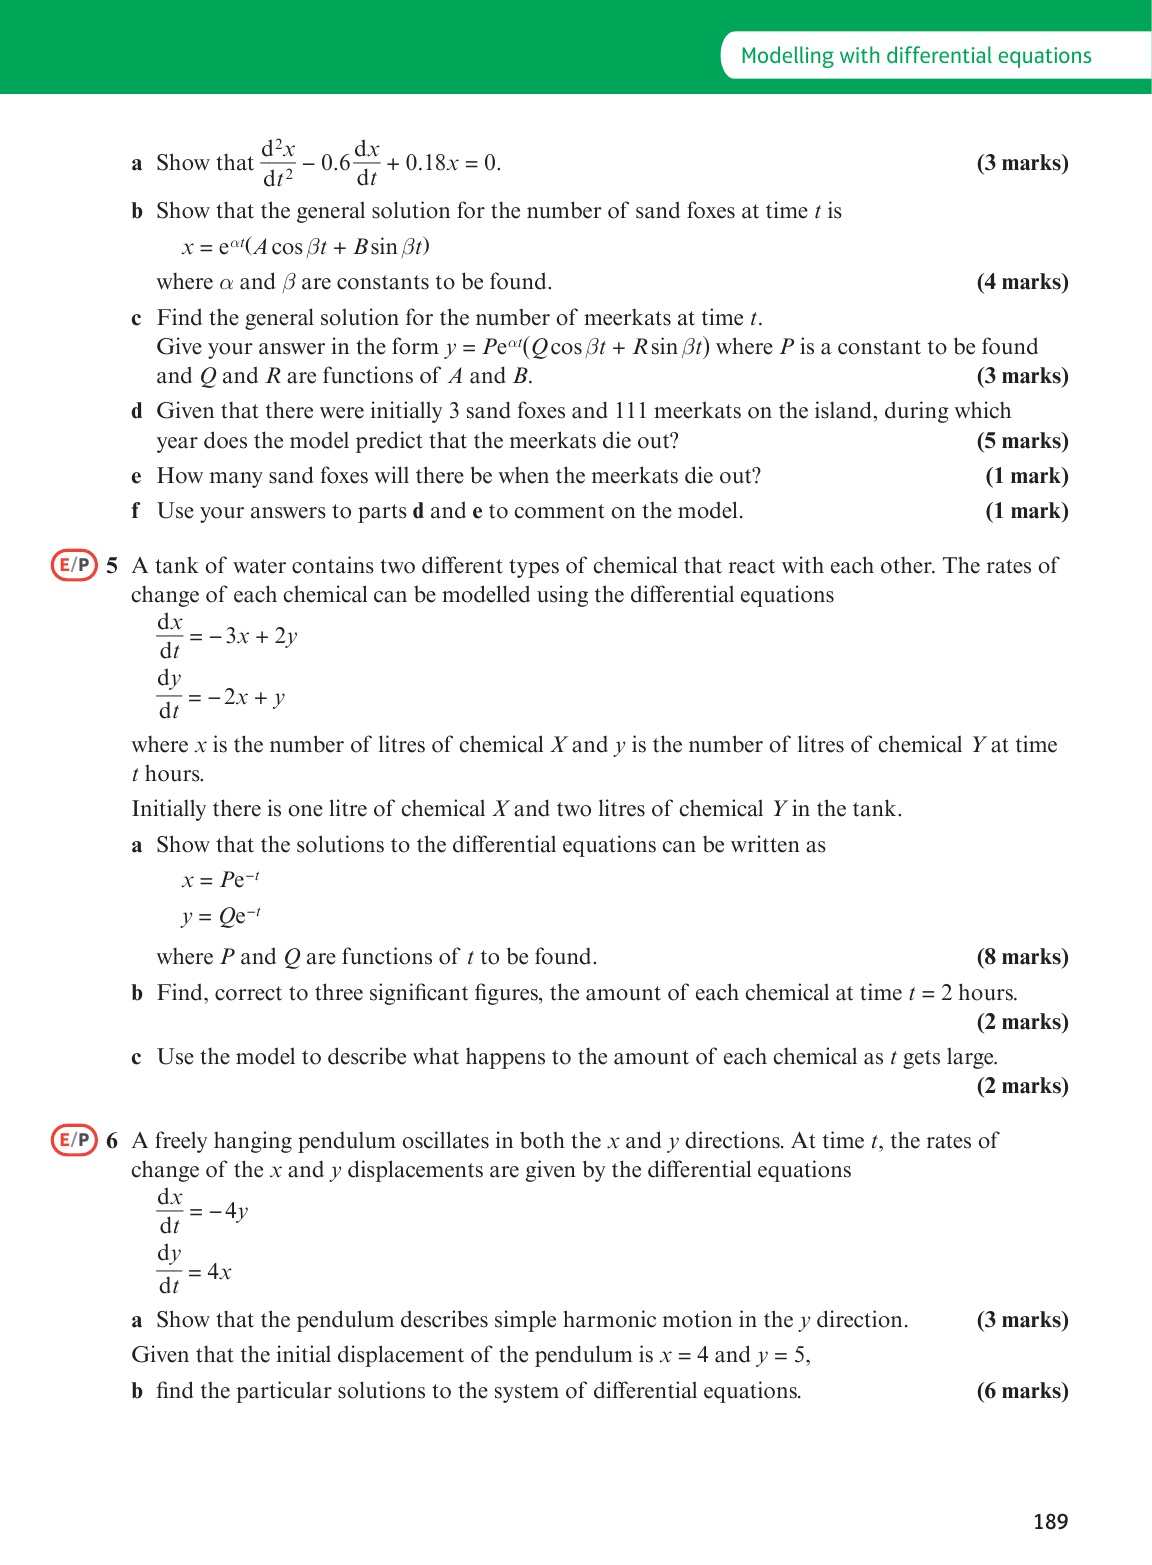 Modelling with differential equations
a Show that d²x/dt² − 0.6 dx/dt + 0.18x = 0. (3 marks)
b Show that the general solution for the number of sand foxes at time t is
x = e^αt(A cos βt + B sin βt)
where α and β are constants to be found. (4 marks)
c Find the general solution for the number of meerkats at time t.
Give your answer in the form y = Pe^αt(Q cos βt + R sin βt) where P is a constant to be found
and Q and R are functions of A and B. (3 marks)
d Given that there were initially 3 sand foxes and 111 meerkats on the island, during which
year does the model predict that the meerkats die out? (5 marks)
e How many sand foxes will there be when the meerkats die out? (1 mark)
f Use your answers to parts d and e to comment on the model. (1 mark)
E/P 5 A tank of water contains two different types of chemical that react with each other. The rates of
change of each chemical can be modelled using the differential equations
dx/dt = −3x + 2y
dy/dt = −2x + y
where x is the number of litres of chemical X and y is the number of litres of chemical Y at time
t hours.
Initially there is one litre of chemical X and two litres of chemical Y in the tank.
a Show that the solutions to the differential equations can be written as
x = Pe⁻ᵗ
y = Qe⁻ᵗ
where P and Q are functions of t to be found. (8 marks)
b Find, correct to three significant figures, the amount of each chemical at time t = 2 hours.
(2 marks)
c Use the model to describe what happens to the amount of each chemical as t gets large.
(2 marks)
E/P 6 A freely hanging pendulum oscillates in both the x and y directions. At time t, the rates of
change of the x and y displacements are given by the differential equations
dx/dt = −4y
dy/dt = 4x
a Show that the pendulum describes simple harmonic motion in the y direction. (3 marks)
Given that the initial displacement of the pendulum is x = 4 and y = 5,
b find the particular solutions to the system of differential equations. (6 marks)
189